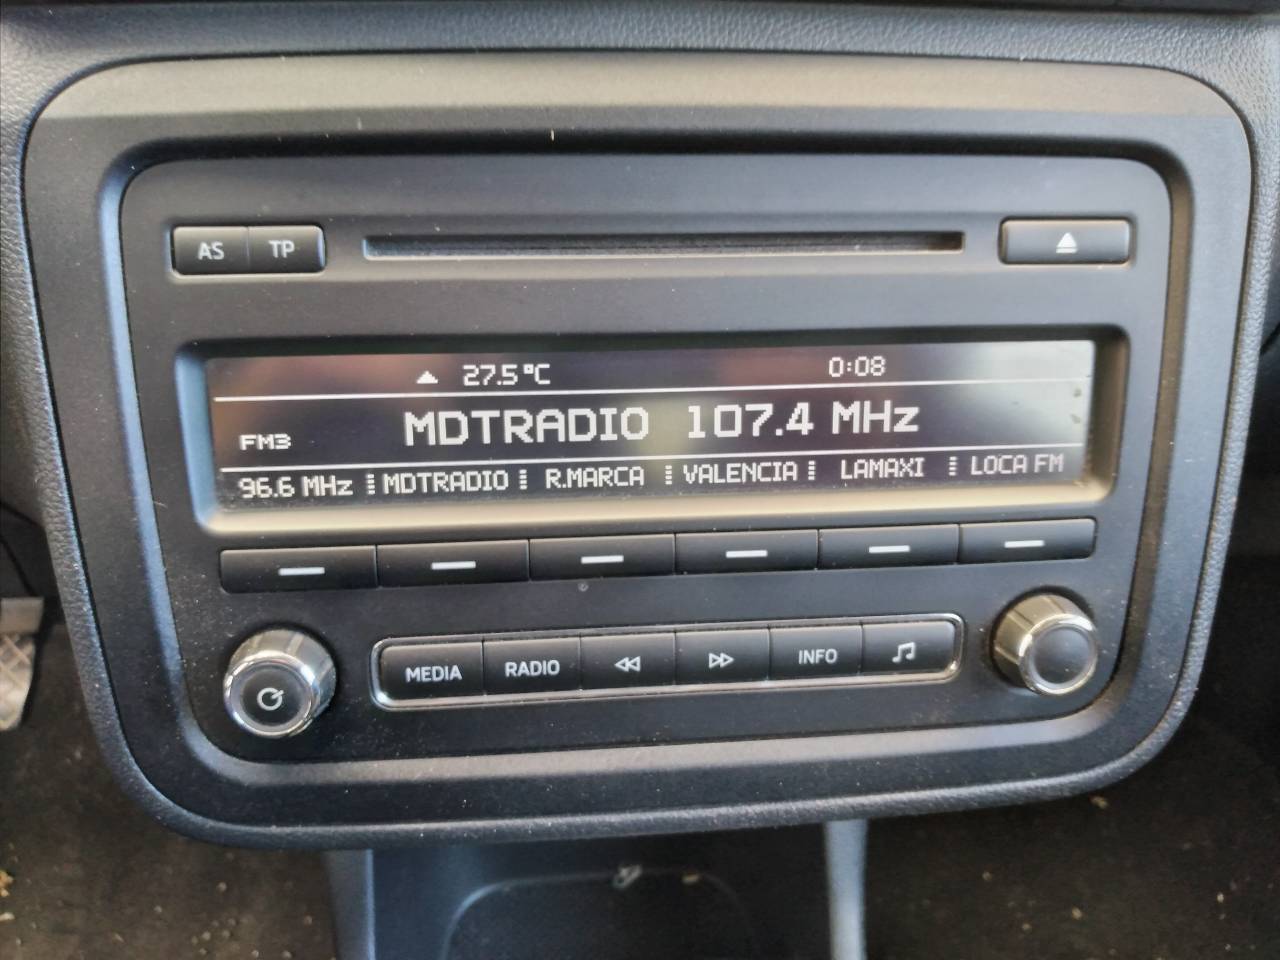 AS TP
27.5°C 0:08
FM3 MDTRADIO 107.4 MHz
96.6 MHz MDTRADIO R.MARCA VALENCIA LAMAXI LOCA FM
MEDIA RADIO INFO